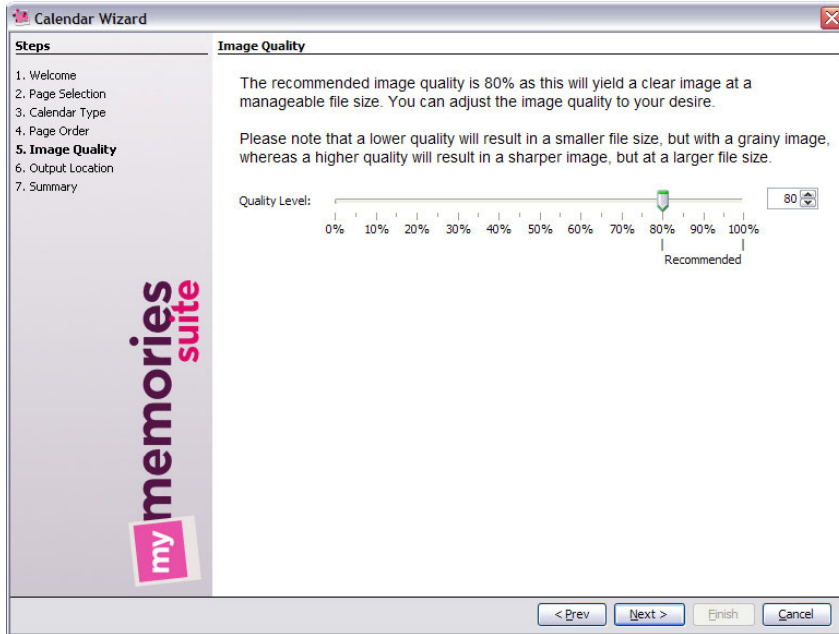 Calendar Wizard
Steps
1. Welcome
2. Page Selection
3. Calendar Type
4. Page Order
5. Image Quality
6. Output Location
7. Summary
my memories
suite
Image Quality
The recommended image quality is 80% as this will yield a clear image at a
manageable file size. You can adjust the image quality to your desire.
Please note that a lower quality will result in a smaller file size, but with a grainy image,
whereas a higher quality will result in a sharper image, but at a larger file size.
Quality Level: 80
0% 10% 20% 30% 40% 50% 60% 70% 80% 90% 100%
Recommended
< Prev Next > Finish Cancel